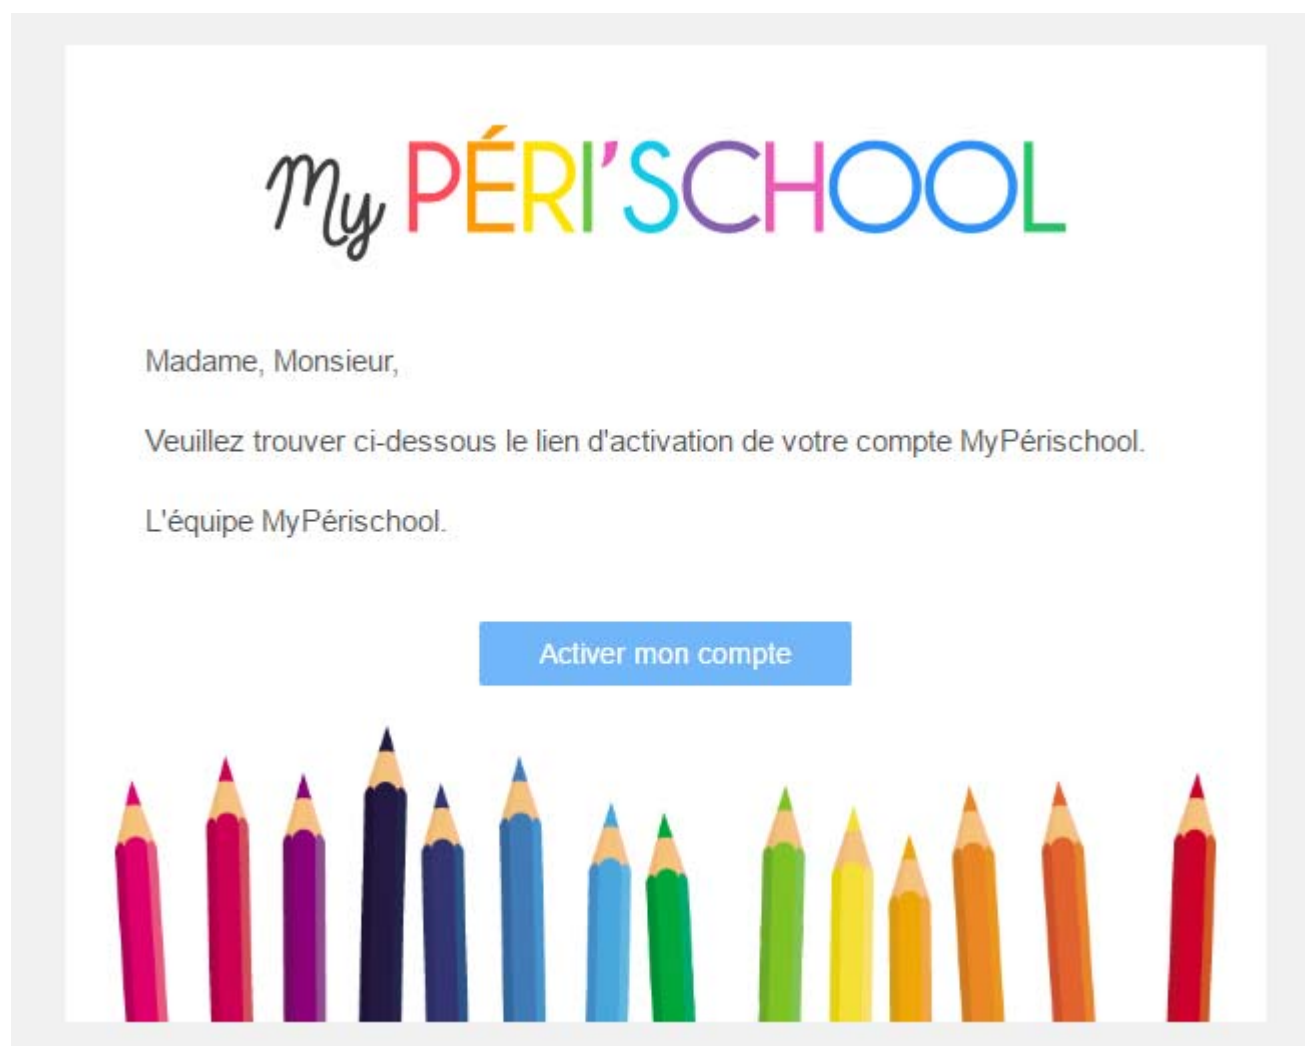 My PÉRI'SCHOOL
Madame, Monsieur,
Veuillez trouver ci-dessous le lien d'activation de votre compte MyPérischool.
L'équipe MyPérischool.
Activer mon compte